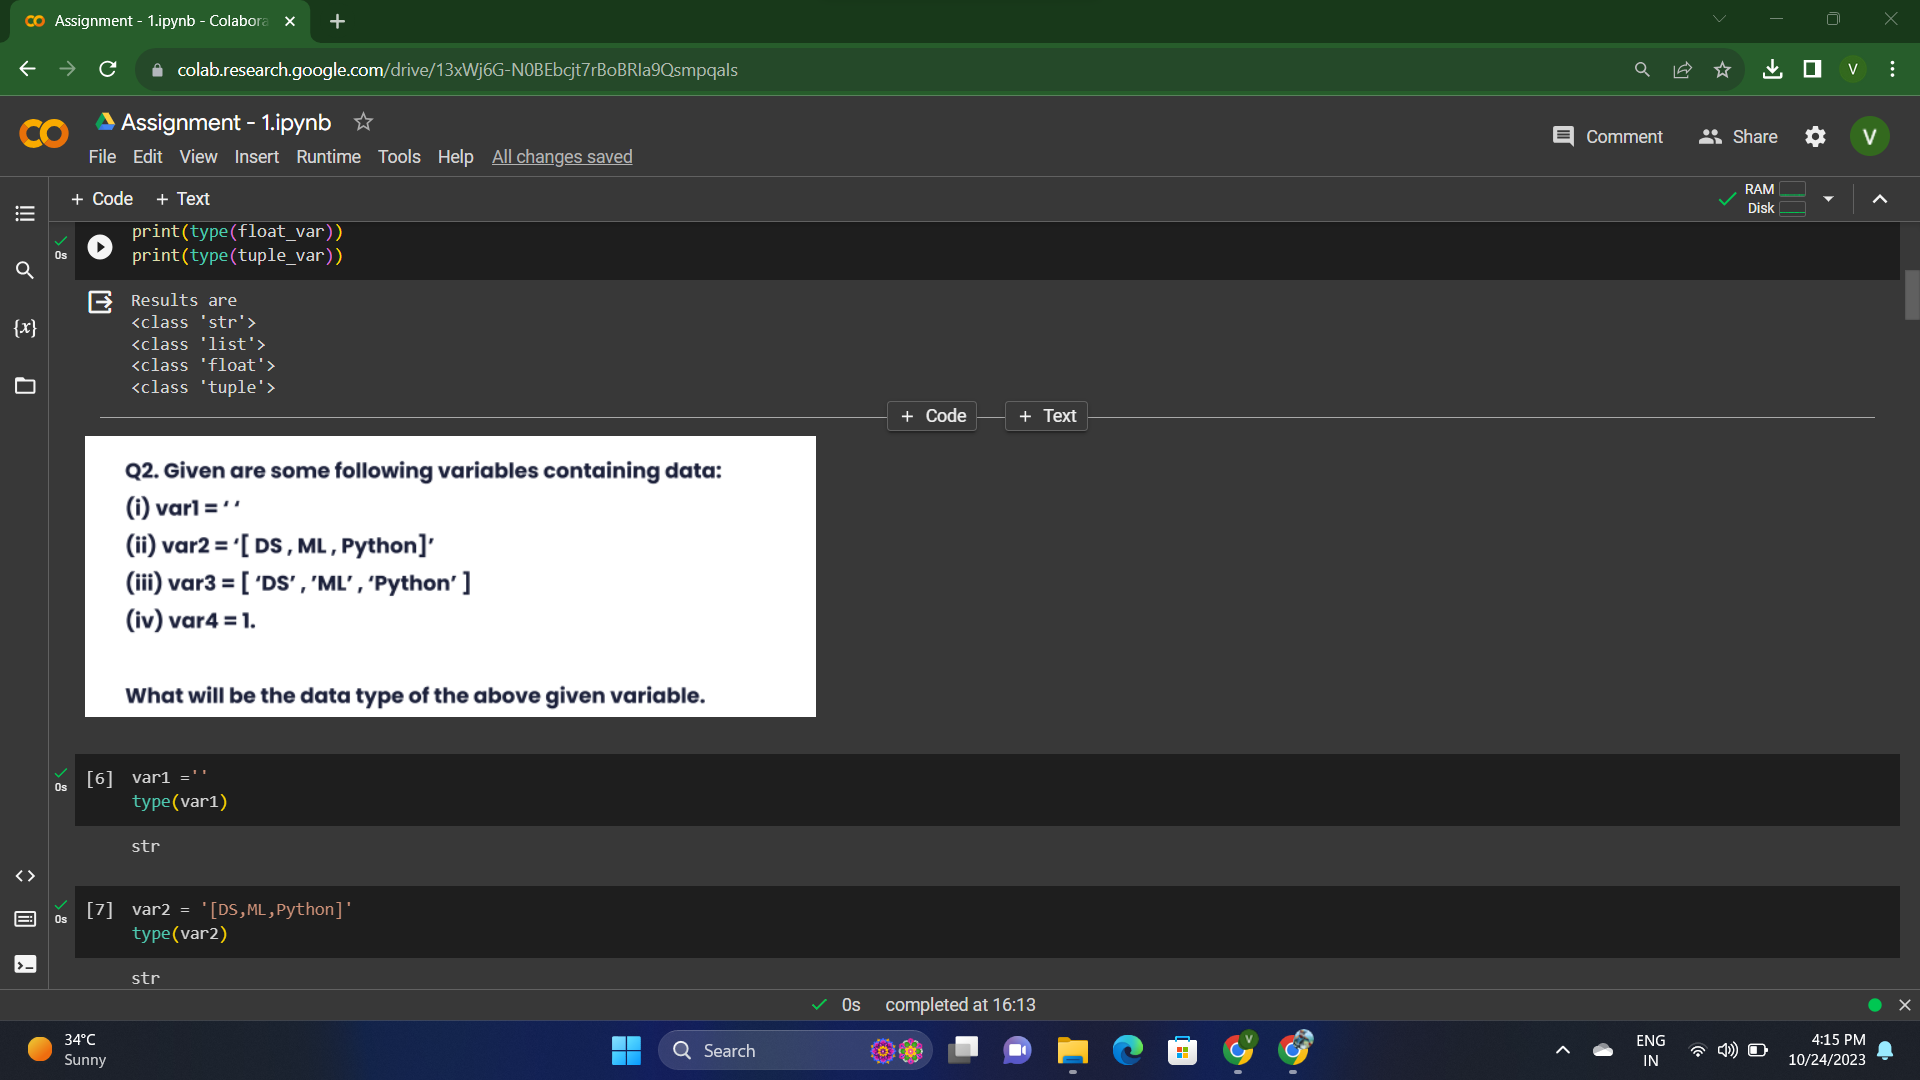 Assignment - 1.ipynb - Colabora
colab.research.google.com/drive/13xWj6G-N0BEbcjt7rBoBRIa9Qsmpqals
V
Assignment - 1.ipynb
File Edit View Insert Runtime Tools Help All changes saved
Comment Share V
+ Code + Text
RAM
Disk
0s
print(type(float_var))
print(type(tuple_var))
Results are
<class 'str'>
<class 'list'>
<class 'float'>
<class 'tuple'>
{x}
+ Code + Text
Q2. Given are some following variables containing data:
(i) var1 = ‘ ‘
(ii) var2 = ‘[ DS , ML , Python]’
(iii) var3 = [ ‘DS’ , ’ML’ , ‘Python’ ]
(iv) var4 = 1.
What will be the data type of the above given variable.
0s
[6] var1 =''
type(var1)
str
0s
[7] var2 = '[DS,ML,Python]'
type(var2)
str
0s completed at 16:13
34°C
Sunny
Search
V
ENG
IN
4:15 PM
10/24/2023